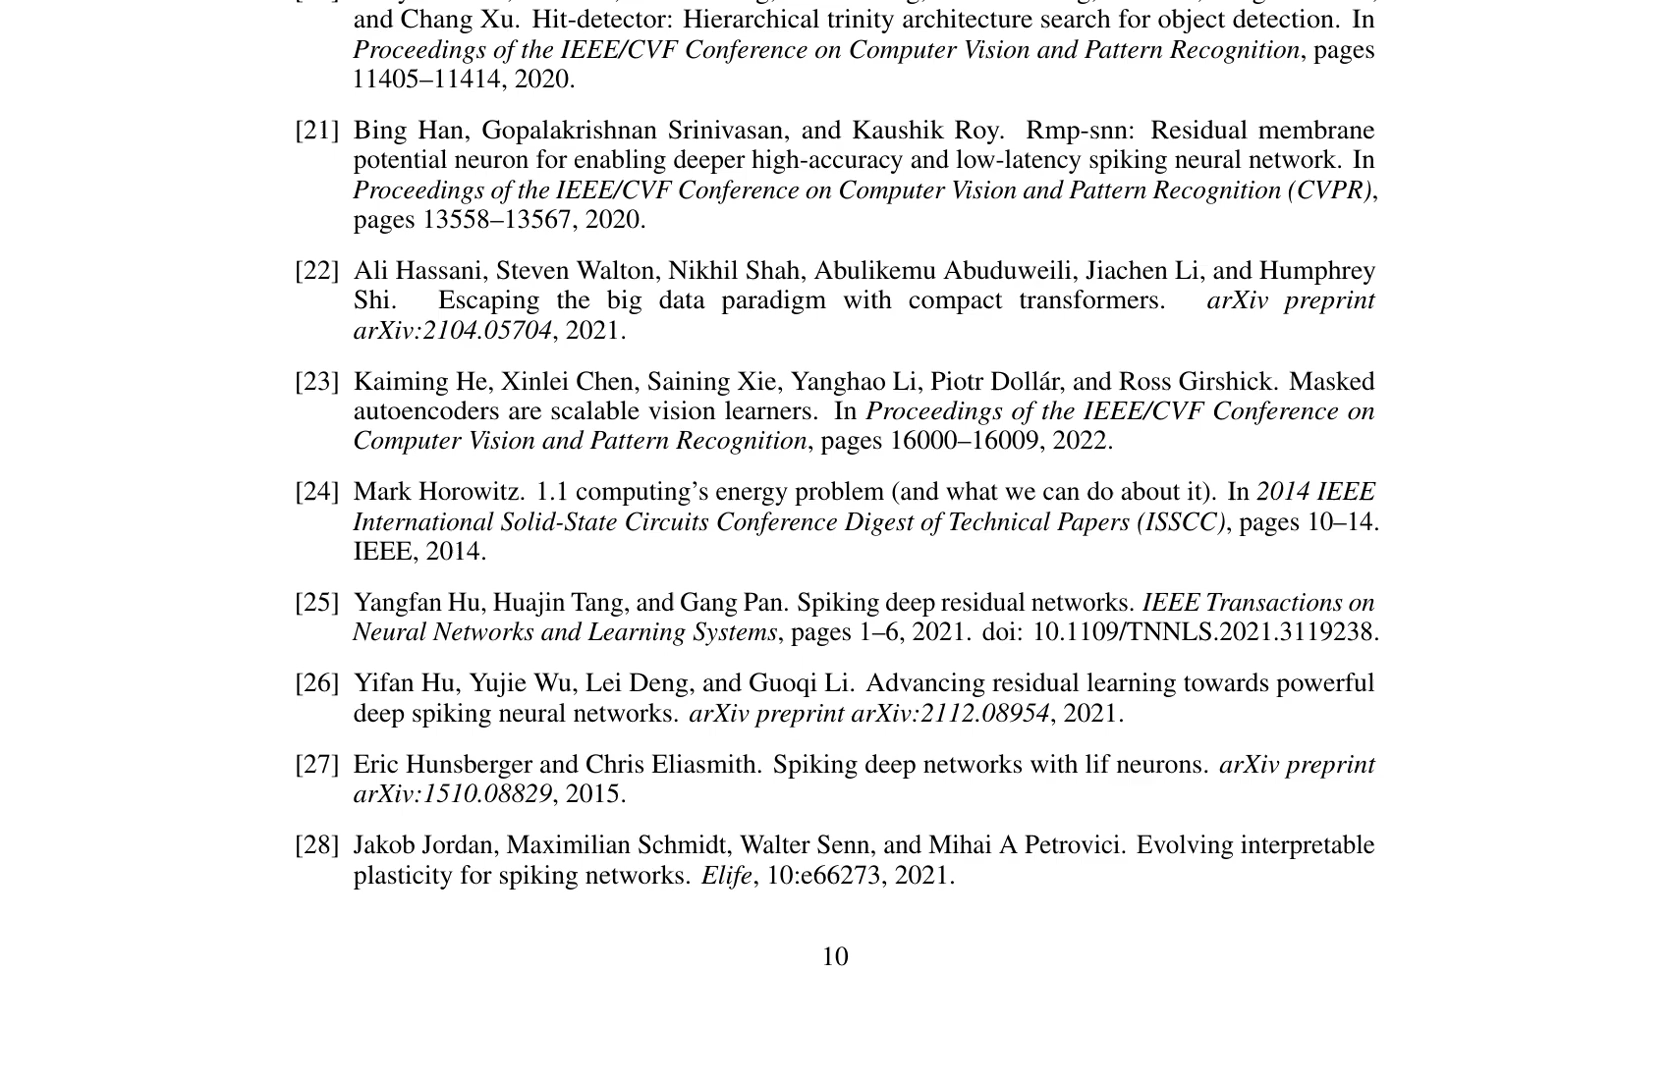 and Chang Xu. Hit-detector: Hierarchical trinity architecture search for object detection. In
Proceedings of the IEEE/CVF Conference on Computer Vision and Pattern Recognition, pages
11405–11414, 2020.
[21] Bing Han, Gopalakrishnan Srinivasan, and Kaushik Roy. Rmp-snn: Residual membrane
potential neuron for enabling deeper high-accuracy and low-latency spiking neural network. In
Proceedings of the IEEE/CVF Conference on Computer Vision and Pattern Recognition (CVPR),
pages 13558–13567, 2020.
[22] Ali Hassani, Steven Walton, Nikhil Shah, Abulikemu Abuduweili, Jiachen Li, and Humphrey
Shi. Escaping the big data paradigm with compact transformers. arXiv preprint
arXiv:2104.05704, 2021.
[23] Kaiming He, Xinlei Chen, Saining Xie, Yanghao Li, Piotr Dollár, and Ross Girshick. Masked
autoencoders are scalable vision learners. In Proceedings of the IEEE/CVF Conference on
Computer Vision and Pattern Recognition, pages 16000–16009, 2022.
[24] Mark Horowitz. 1.1 computing's energy problem (and what we can do about it). In 2014 IEEE
International Solid-State Circuits Conference Digest of Technical Papers (ISSCC), pages 10–14.
IEEE, 2014.
[25] Yangfan Hu, Huajin Tang, and Gang Pan. Spiking deep residual networks. IEEE Transactions on
Neural Networks and Learning Systems, pages 1–6, 2021. doi: 10.1109/TNNLS.2021.3119238.
[26] Yifan Hu, Yujie Wu, Lei Deng, and Guoqi Li. Advancing residual learning towards powerful
deep spiking neural networks. arXiv preprint arXiv:2112.08954, 2021.
[27] Eric Hunsberger and Chris Eliasmith. Spiking deep networks with lif neurons. arXiv preprint
arXiv:1510.08829, 2015.
[28] Jakob Jordan, Maximilian Schmidt, Walter Senn, and Mihai A Petrovici. Evolving interpretable
plasticity for spiking networks. Elife, 10:e66273, 2021.
10